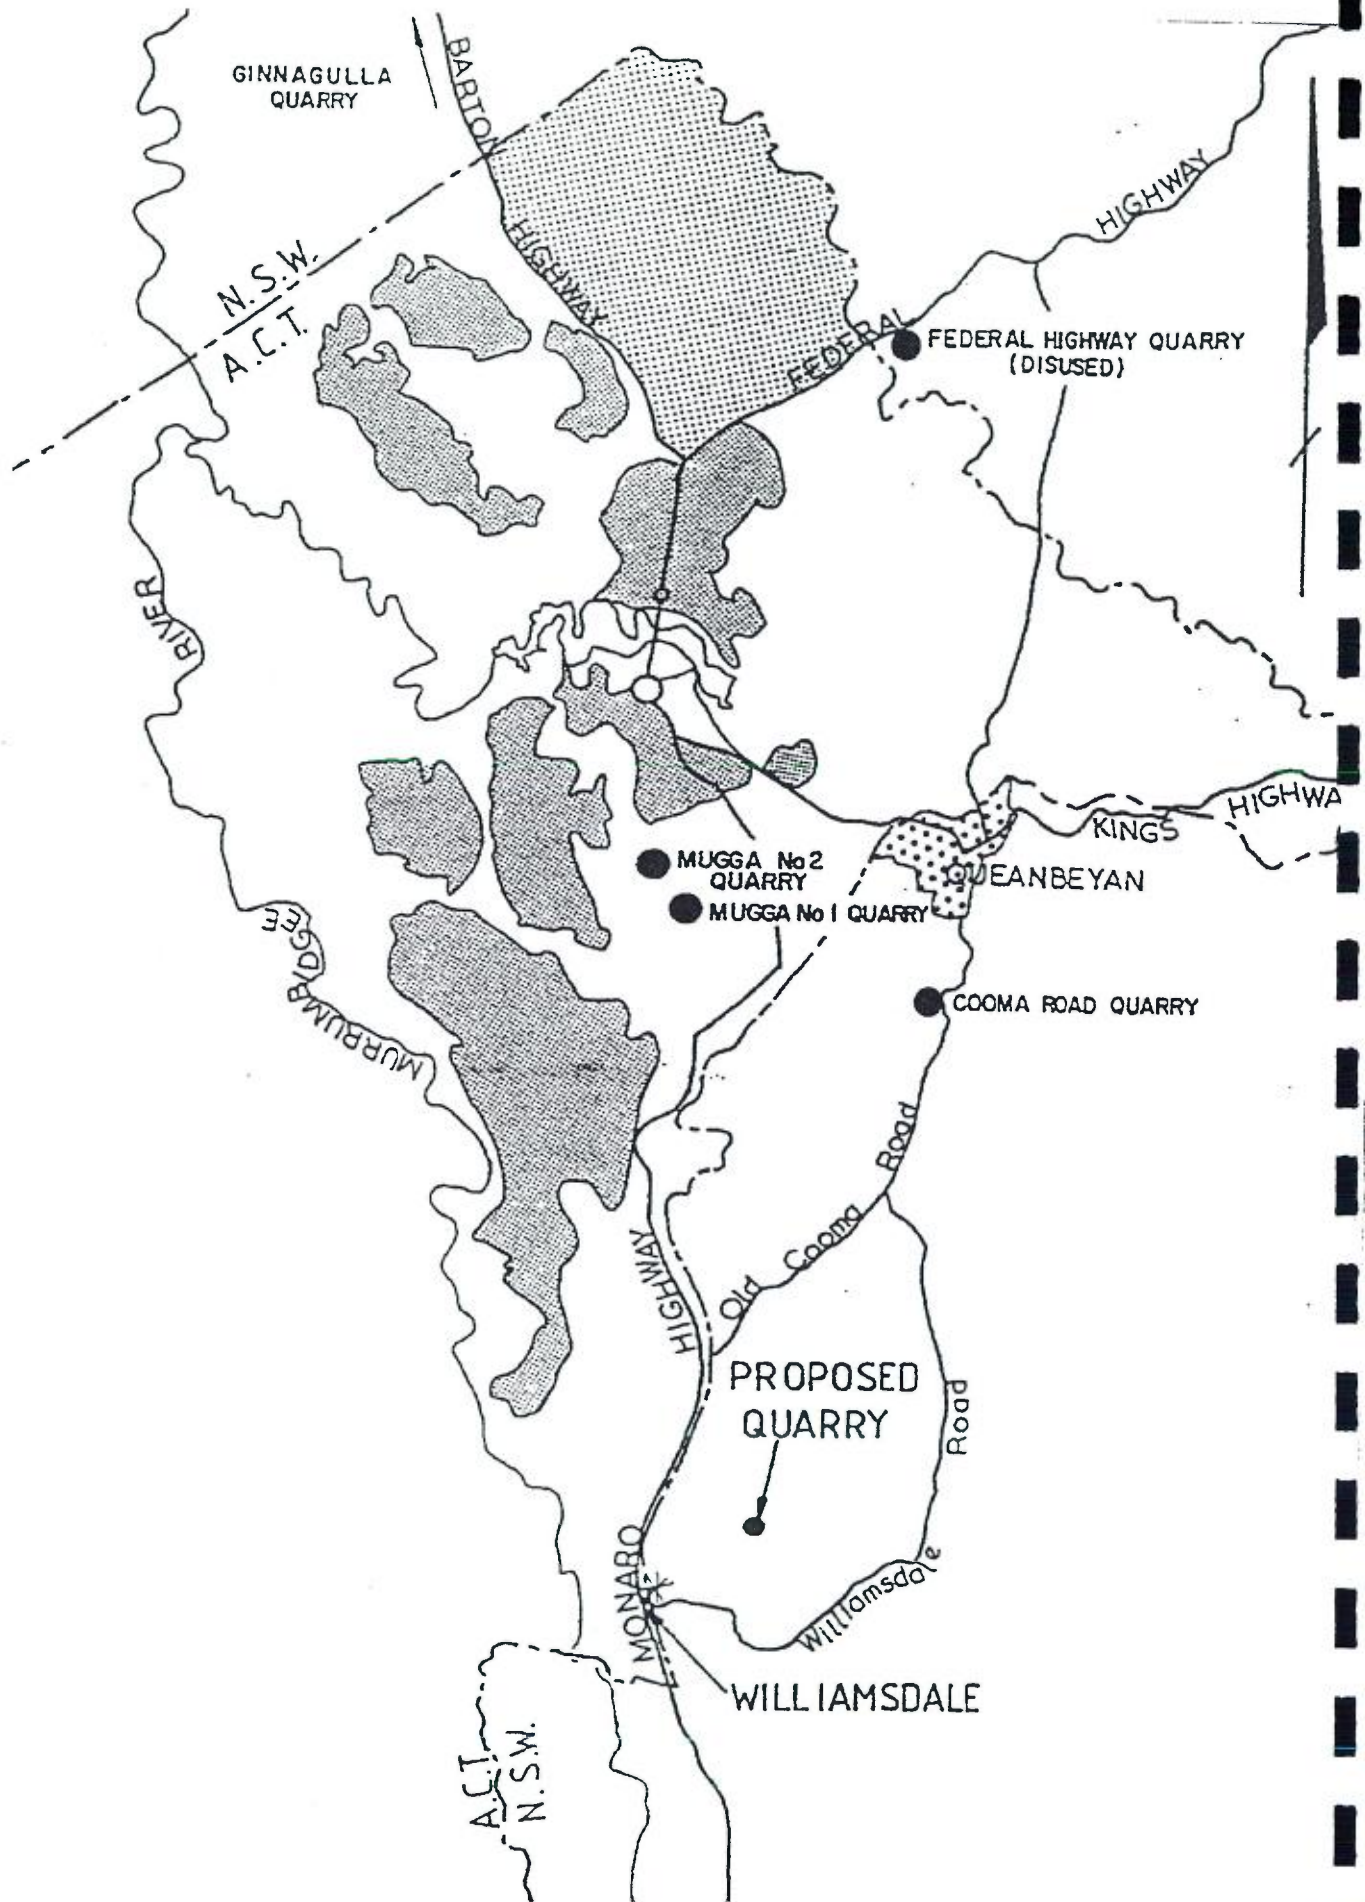 GINNAGULLA
QUARRY
BARTON
HIGHWAY
N.S.W.
A.C.T.
HIGHWAY
FEDERAL
FEDERAL HIGHWAY QUARRY
(DISUSED)
RIVER
MURRUMBIDGEE
HIGHWA
KINGS
QUEANBEYAN
MUGGA No 2
QUARRY
MUGGA No 1 QUARRY
COOMA ROAD QUARRY
Old Cooma Road
HIGHWAY
PROPOSED
QUARRY
Road
MONARO
Williamsdale
WILLIAMSDALE
A.C.T.
N.S.W.